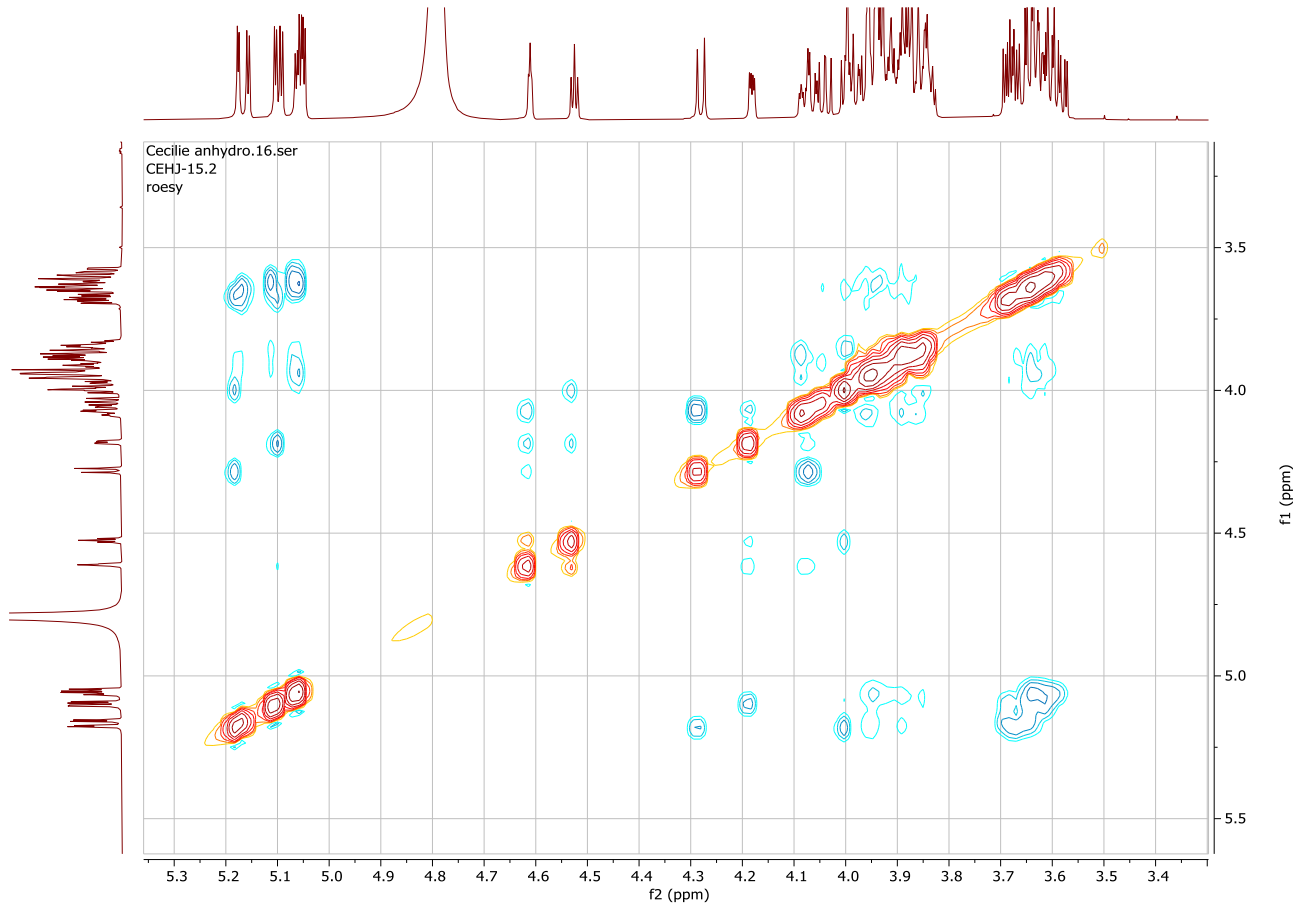 Cecilie anhydro.16.ser
CEHJ-15.2
roesy
3.5
4.0
4.5
5.0
5.5
f1 (ppm)
5.3 5.2 5.1 5.0 4.9 4.8 4.7 4.6 4.5 4.4 4.3 4.2 4.1 4.0 3.9 3.8 3.7 3.6 3.5 3.4
f2 (ppm)